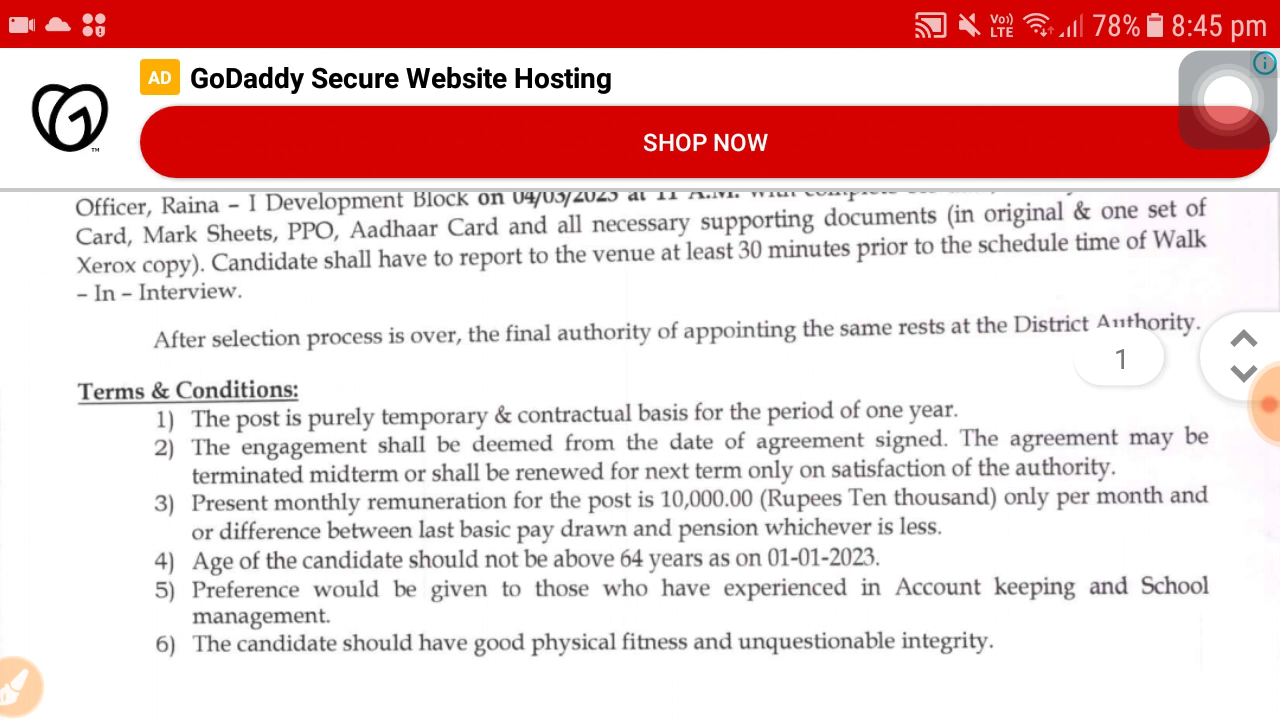 78% 8:45 pm
Vo)) LTE
AD GoDaddy Secure Website Hosting
SHOP NOW
TM
Officer, Raina – I Development Block on 04/03/2023 at 11 A.M. with
Card, Mark Sheets, PPO, Aadhaar Card and all necessary supporting documents (in original & one set of
Xerox copy). Candidate shall have to report to the venue at least 30 minutes prior to the schedule time of Walk
– In – Interview.
After selection process is over, the final authority of appointing the same rests at the District Authority.
1
Terms & Conditions:
1) The post is purely temporary & contractual basis for the period of one year.
2) The engagement shall be deemed from the date of agreement signed. The agreement may be
terminated midterm or shall be renewed for next term only on satisfaction of the authority.
3) Present monthly remuneration for the post is 10,000.00 (Rupees Ten thousand) only per month and
or difference between last basic pay drawn and pension whichever is less.
4) Age of the candidate should not be above 64 years as on 01-01-2023.
5) Preference would be given to those who have experienced in Account keeping and School
management.
6) The candidate should have good physical fitness and unquestionable integrity.